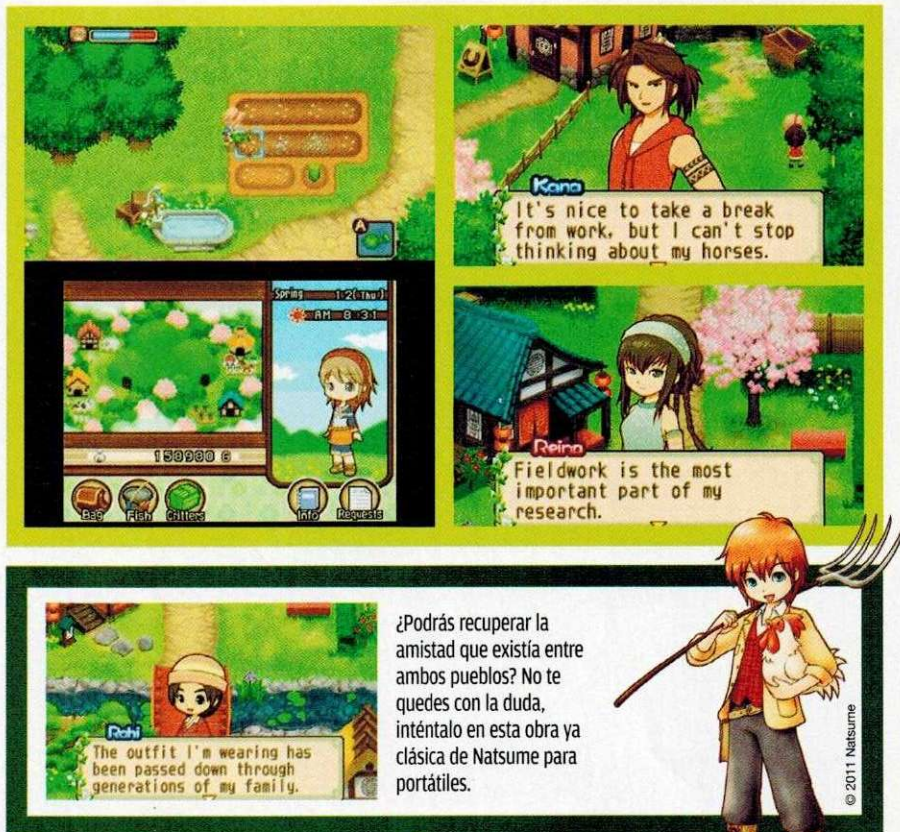 A
Spring 12(Thu)
AM 8:31
150900 G
Bag Fish Critters Info Requests
Kana
It's nice to take a break
from work, but I can't stop
thinking about my horses.
Reina
Fieldwork is the most
important part of my
research.
Rahi
The outfit I'm wearing has
been passed down through
generations of my family.
¿Podrás recuperar la
amistad que existía entre
ambos pueblos? No te
quedes con la duda,
inténtalo en esta obra ya
clásica de Natsume para
portátiles.
© 2011 Natsume